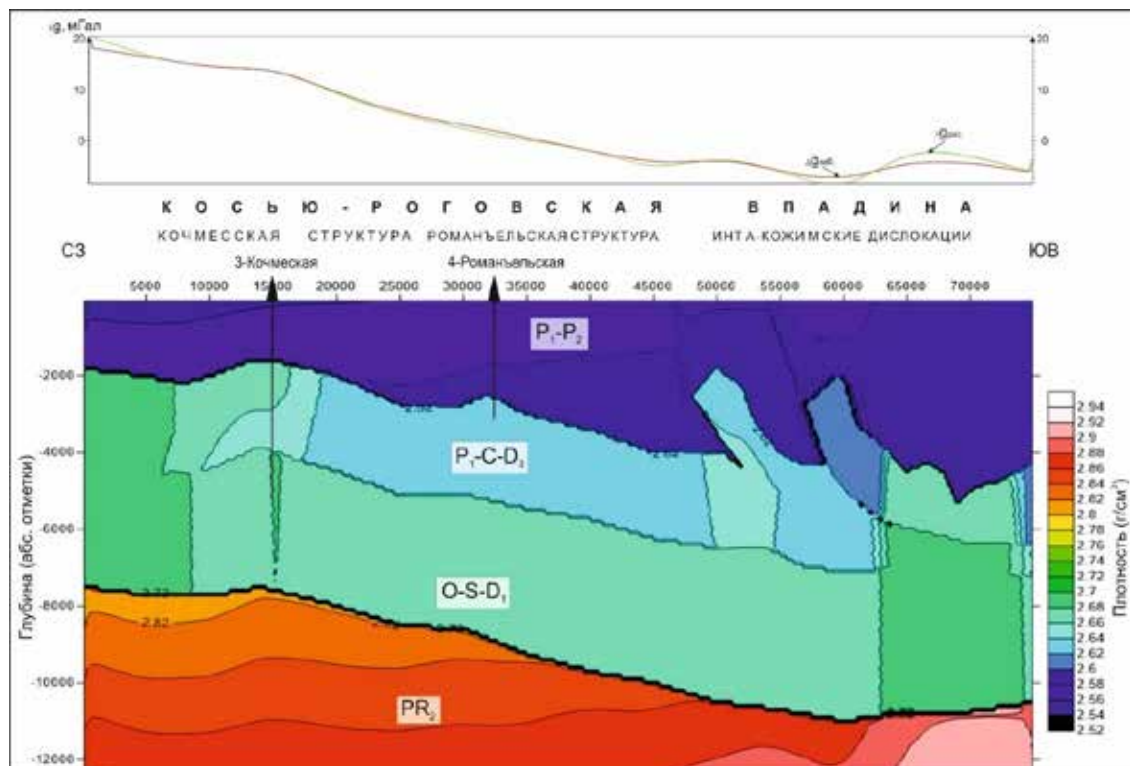 g, мГал
20
10
0
20
10
0
К О С Ь Ю - Р О Г О В С К А Я В П А Д И Н А
КОЧМЕССКАЯ СТРУКТУРА РОМАНЪЕЛЬСКАЯ СТРУКТУРА ИНТА-КОЖИМСКИЕ ДИСЛОКАЦИИ
СЗ ЮВ
3-Кочмеская 4-Романъельская
5000 10000 15000 20000 25000 30000 35000 40000 45000 50000 55000 60000 65000 70000
P₁-P₂
P₁-C-D₃
O-S-D₁
PR₂
2.82
-2000
-4000
-6000
-8000
-10000
-12000
Глубина (абс. отметки)
2.94
2.92
2.9
2.88
2.86
2.84
2.82
2.8
2.78
2.76
2.74
2.72
2.7
2.68
2.66
2.64
2.62
2.6
2.58
2.56
2.54
2.52
Плотность (г/см³)